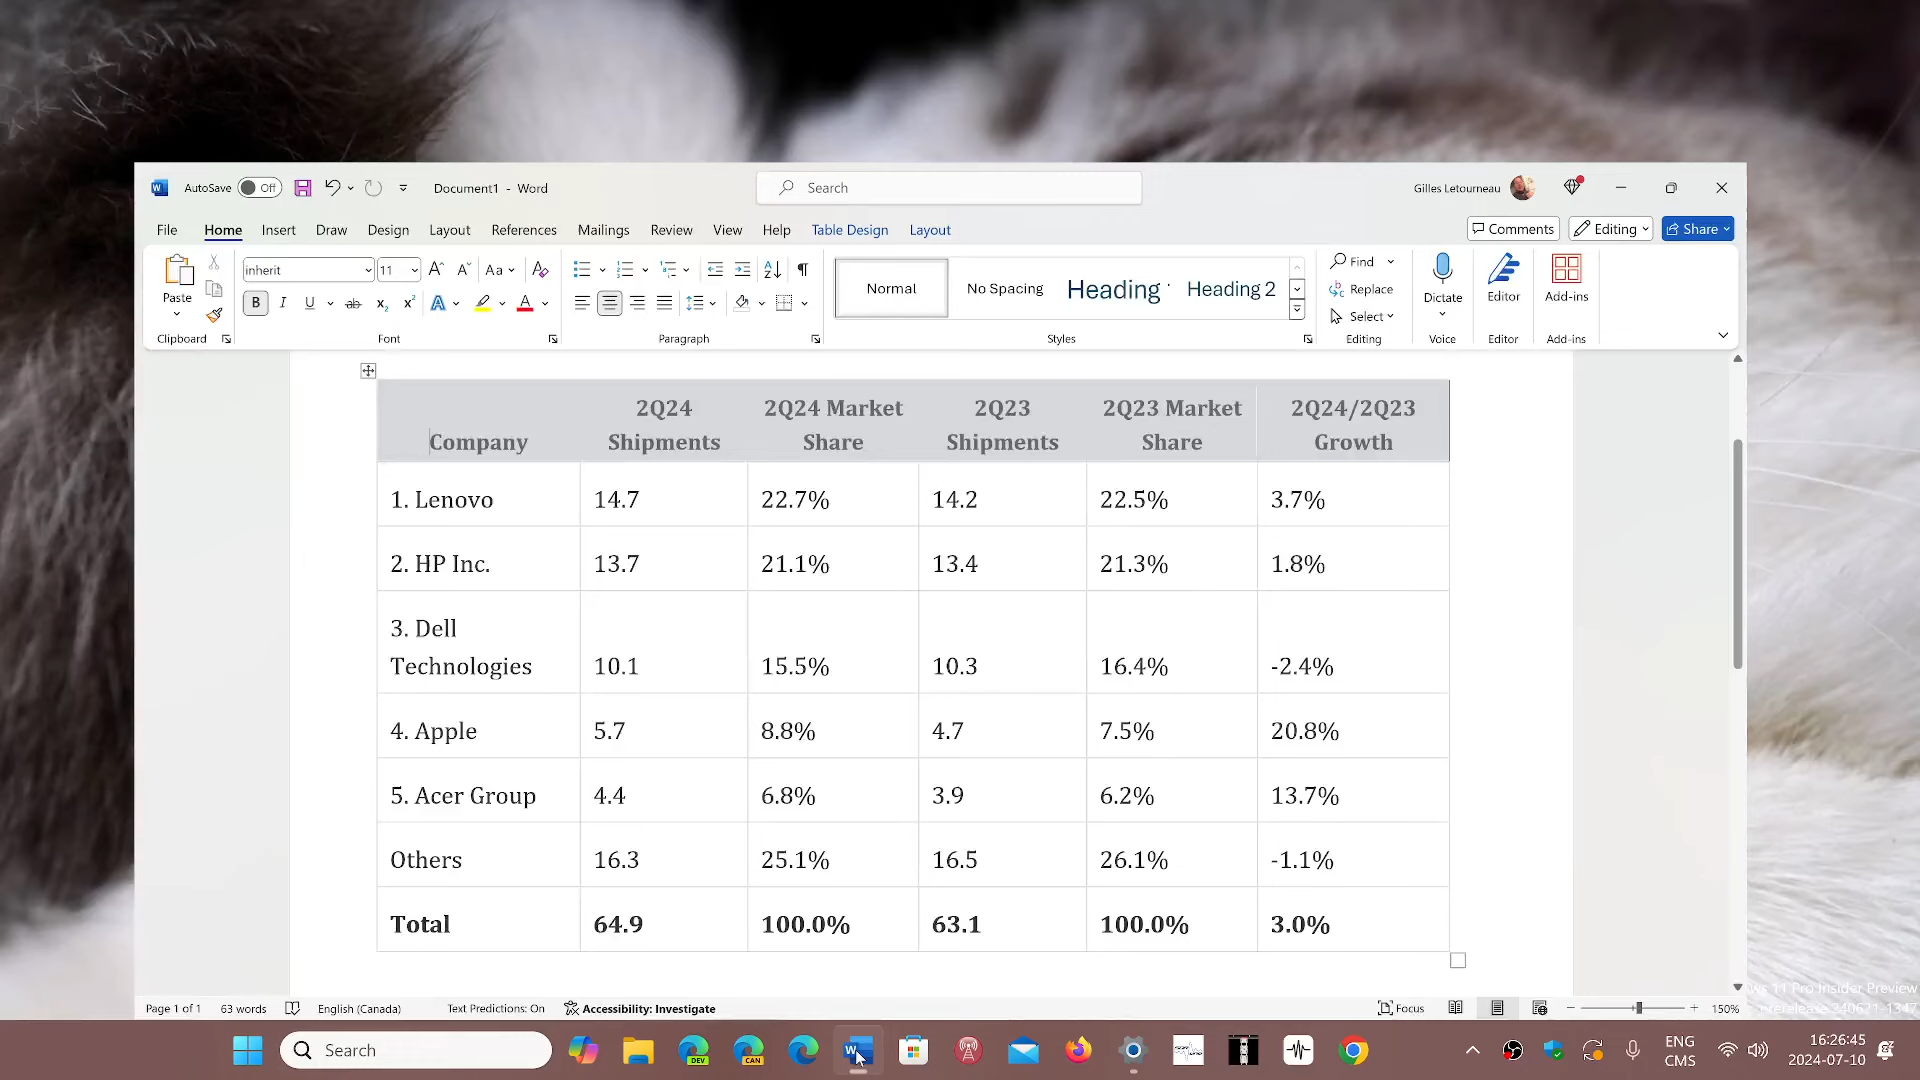 AutoSave Off Document1 - Word Search Gilles Letourneau
File Home Insert Draw Design Layout References Mailings Review View Help Table Design Layout Comments Editing Share
Paste inherit 11 Normal No Spacing Heading Heading 2 Find Replace Select Dictate Editor Add-ins
Clipboard Font Paragraph Styles Editing Voice Editor Add-ins
Company 2Q24 Shipments 2Q24 Market Share 2Q23 Shipments 2Q23 Market Share 2Q24/2Q23 Growth
1. Lenovo 14.7 22.7% 14.2 22.5% 3.7%
2. HP Inc. 13.7 21.1% 13.4 21.3% 1.8%
3. Dell Technologies 10.1 15.5% 10.3 16.4% -2.4%
4. Apple 5.7 8.8% 4.7 7.5% 20.8%
5. Acer Group 4.4 6.8% 3.9 6.2% 13.7%
Others 16.3 25.1% 16.5 26.1% -1.1%
Total 64.9 100.0% 63.1 100.0% 3.0%
11 Pro Insider Preview
Page 1 of 1 63 words English (Canada) Text Predictions: On Accessibility: Investigate Focus 150%
Search DEV CAN ENG 16:26:45
CMS 2024-07-10